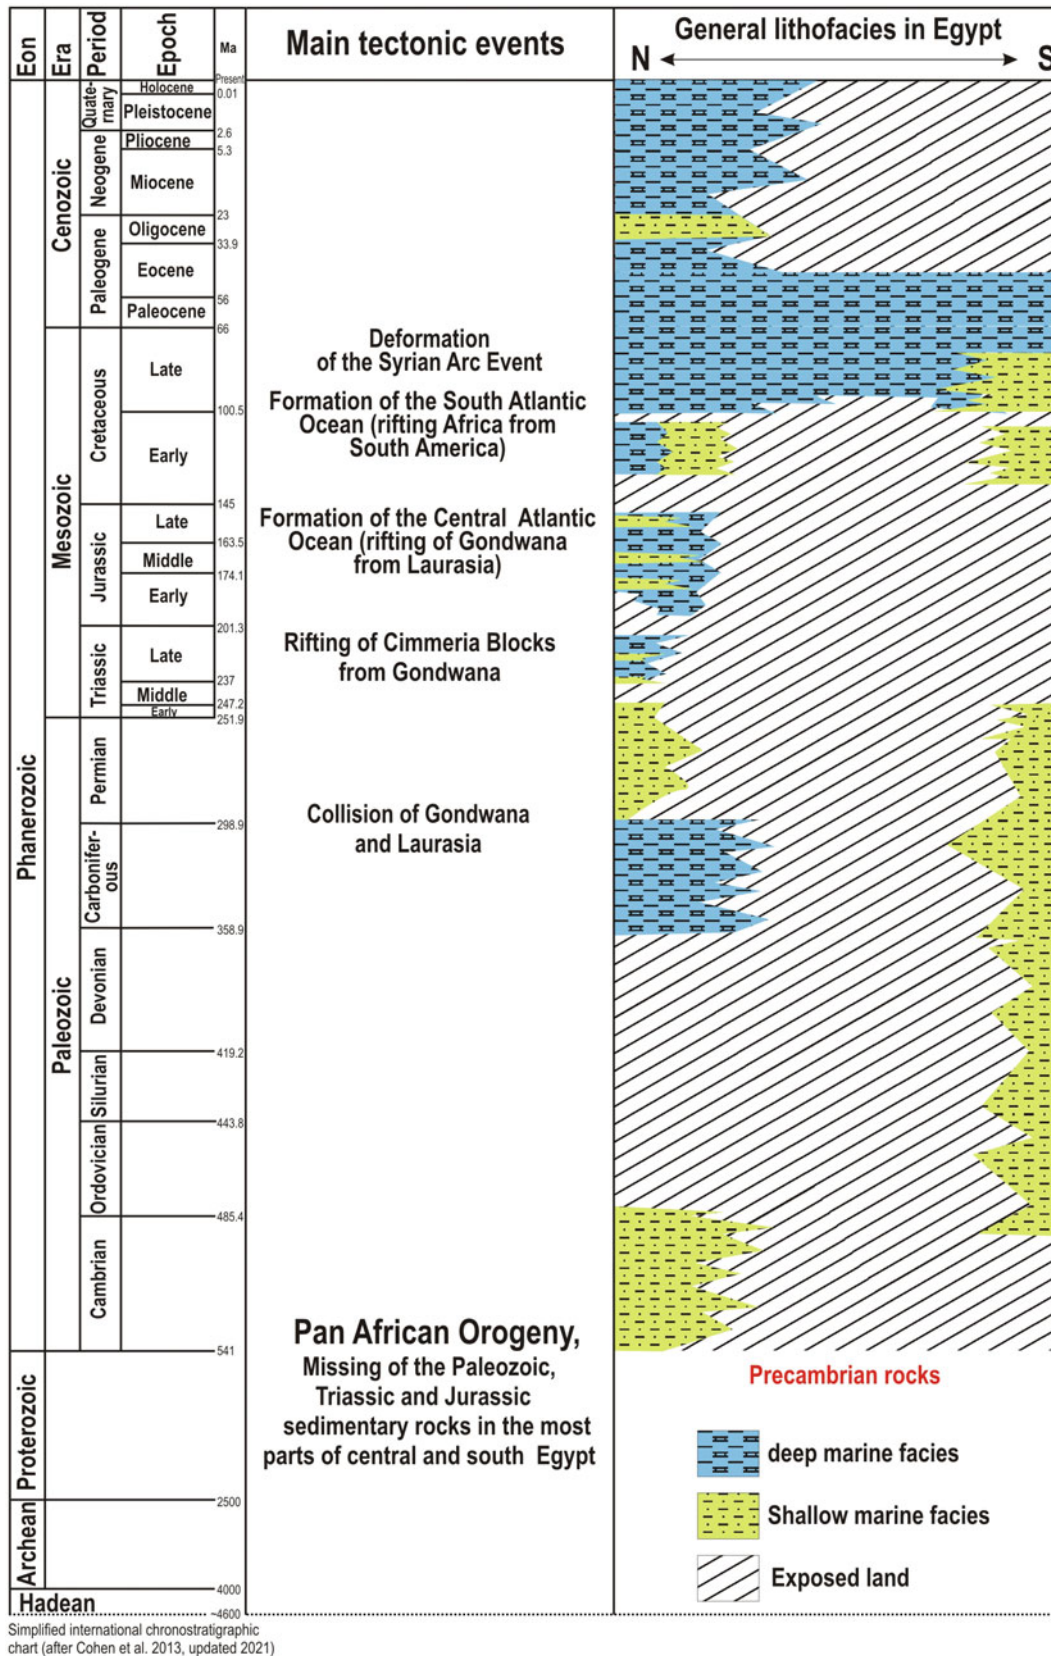 Eon
Era
Period
Epoch
Ma
Main tectonic events
General lithofacies in Egypt
N
S
Present
Holocene
0.01
Quate-
rnary
Pleistocene
2.6
Pliocene
5.3
Neogene
Miocene
23
Cenozoic
Oligocene
33.9
Paleogene
Eocene
56
Paleocene
66
Deformation
of the Syrian Arc Event
Late
Cretaceous
100.5
Formation of the South Atlantic
Ocean (rifting Africa from
South America)
Early
145
Mesozoic
Late
Formation of the Central Atlantic
Ocean (rifting of Gondwana
from Laurasia)
163.5
Jurassic
Middle
174.1
Early
201.3
Late
Rifting of Cimmeria Blocks
from Gondwana
Triassic
237
Middle
247.2
Early
251.9
Phanerozoic
Permian
Collision of Gondwana
and Laurasia
298.9
Carbonifer-
ous
358.9
Paleozoic
Devonian
419.2
Silurian
443.8
Ordovician
485.4
Cambrian
541
Pan African Orogeny,
Missing of the Paleozoic,
Triassic and Jurassic
sedimentary rocks in the most
parts of central and south Egypt
Precambrian rocks
Proterozoic
deep marine facies
2500
Shallow marine facies
Archean
Exposed land
4000
Hadean
~4600
Simplified international chronostratigraphic
chart (after Cohen et al. 2013, updated 2021)